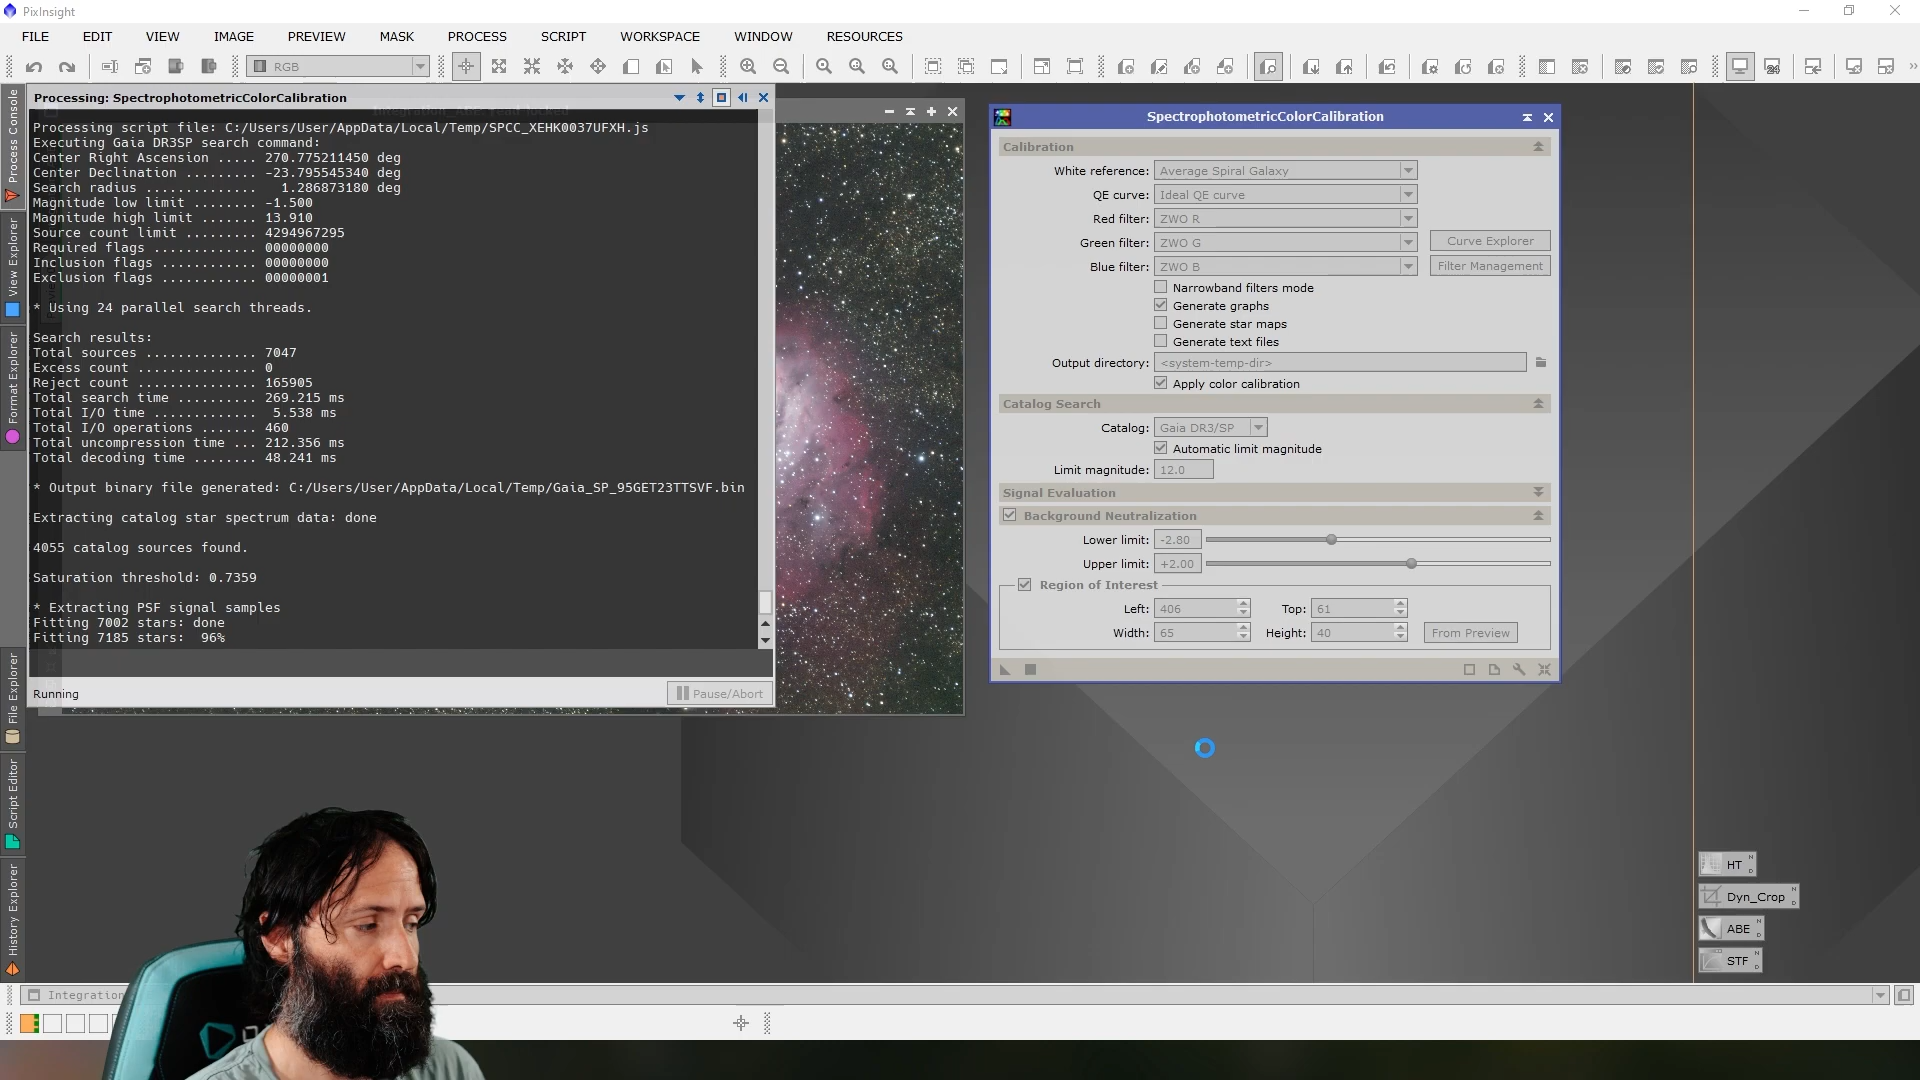 PixInsight
FILE EDIT VIEW IMAGE PREVIEW MASK PROCESS SCRIPT WORKSPACE WINDOW RESOURCES
RGB
Process Console
View Explorer
Format Explorer
File Explorer
Script Editor
History Explorer
Processing: SpectrophotometricColorCalibration
Processing script file: C:/Users/User/AppData/Local/Temp/SPCC_XEHK0037UFXH.js
Executing Gaia DR3SP search command:
Center Right Ascension ..... 270.775211450 deg
Center Declination ......... -23.795545340 deg
Search radius .............. 1.286873180 deg
Magnitude low limit ........ -1.500
Magnitude high limit ....... 13.910
Source count limit ......... 4294967295
Required flags ............. 00000000
Inclusion flags ............ 00000000
Exclusion flags ............ 00000001
* Using 24 parallel search threads.
Search results:
Total sources .............. 7047
Excess count ............... 0
Reject count ............... 165905
Total search time .......... 269.215 ms
Total I/O time ............. 5.538 ms
Total I/O operations ....... 460
Total uncompression time ... 212.356 ms
Total decoding time ........ 48.241 ms
* Output binary file generated: C:/Users/User/AppData/Local/Temp/Gaia_SP_95GET23TTSVF.bin
Extracting catalog star spectrum data: done
4055 catalog sources found.
Saturation threshold: 0.7359
* Extracting PSF signal samples
Fitting 7002 stars: done
Fitting 7185 stars: 96%
Running
Pause/Abort
SpectrophotometricColorCalibration
Calibration
White reference: Average Spiral Galaxy
QE curve: Ideal QE curve
Red filter: ZWO R
Green filter: ZWO G Curve Explorer
Blue filter: ZWO B Filter Management
Narrowband filters mode
Generate graphs
Generate star maps
Generate text files
Output directory: <system-temp-dir>
Apply color calibration
Catalog Search
Catalog: Gaia DR3/SP
Automatic limit magnitude
Limit magnitude: 12.0
Signal Evaluation
Background Neutralization
Lower limit: -2.80
Upper limit: +2.00
Region of Interest
Left: 406 Top: 61
Width: 65 Height: 40 From Preview
HT
Dyn_Crop
ABE
STF
Integration